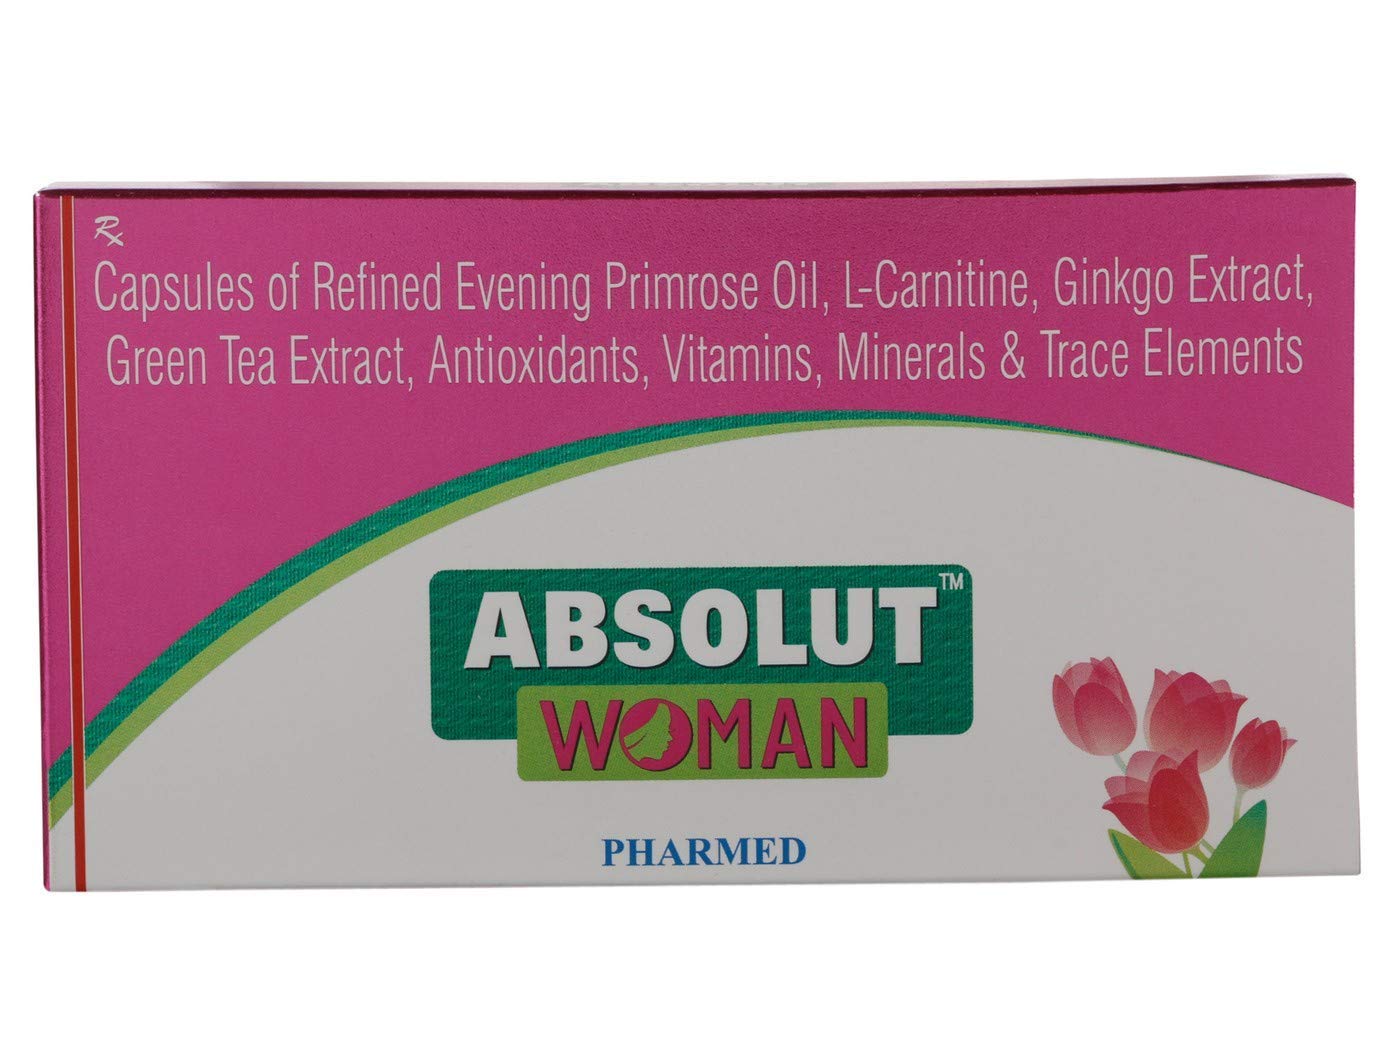 Rx
Capsules of Refined Evening Primrose Oil, L-Carnitine, Ginkgo Extract,
Green Tea Extract, Antioxidants, Vitamins, Minerals & Trace Elements
ABSOLUT™
WOMAN
PHARMED